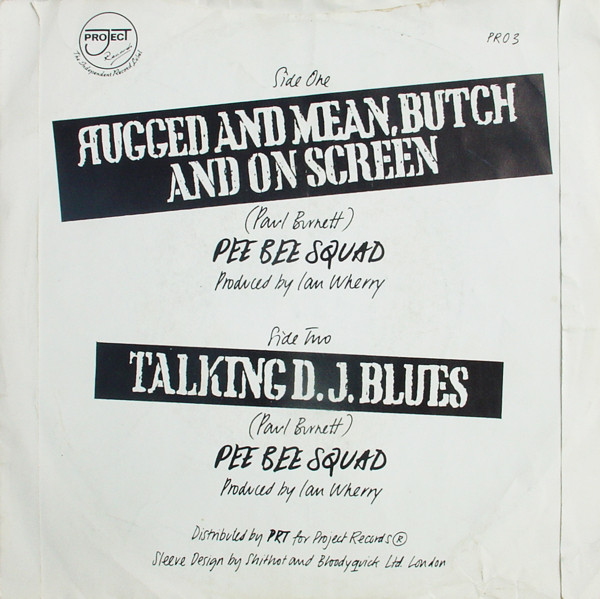 PROJECT
Records
The Independent Record Label
PRO3
Side One
RUGGED AND MEAN, BUTCH
AND ON SCREEN
(Paul Burnett)
PEE BEE SQUAD
Produced by Ian Wherry
Side Two
TALKING D.J. BLUES
(Paul Burnett)
PEE BEE SQUAD
Produced by Ian Wherry
Distributed by PRT for Project Records®
Sleeve Design by Shithot and Bloodyquick Ltd. London